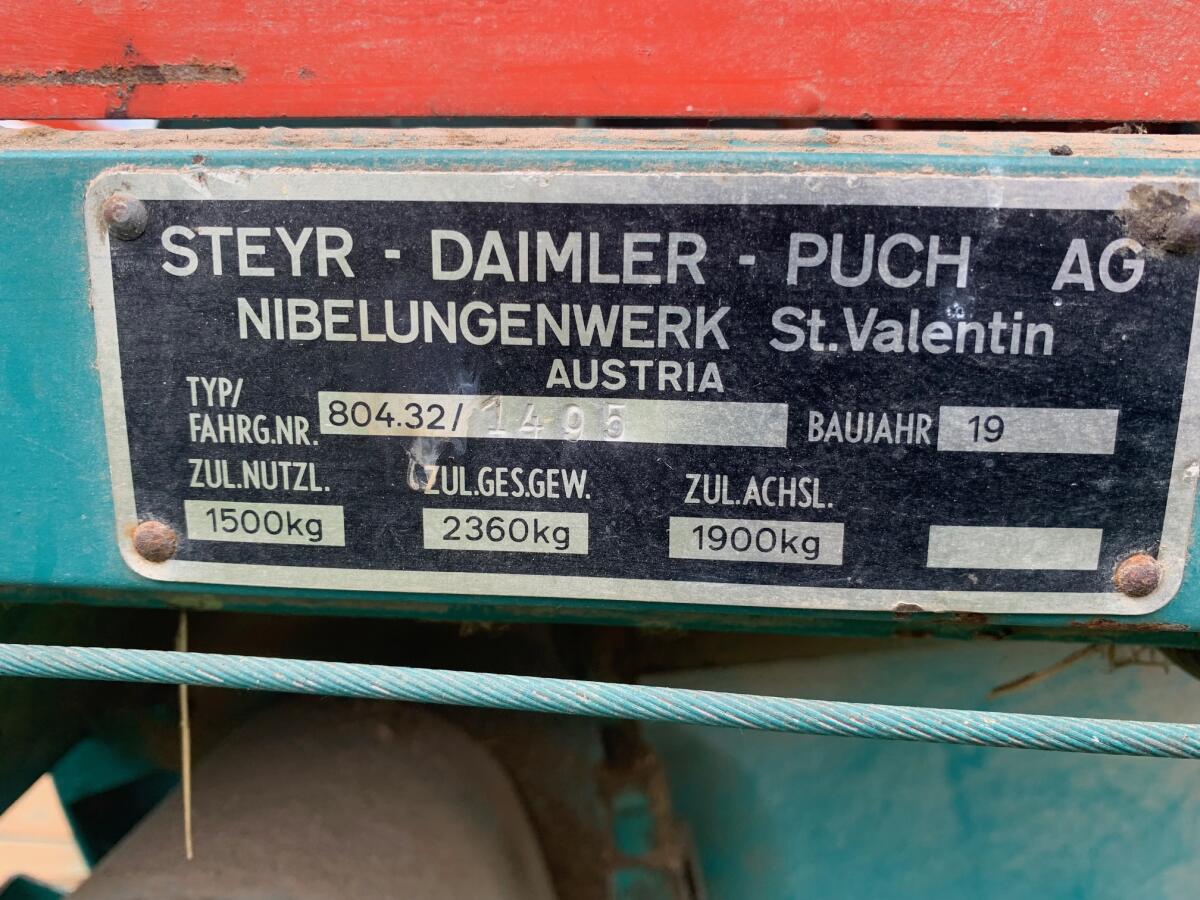 STEYR - DAIMLER - PUCH AG
NIBELUNGENWERK St. Valentin
AUSTRIA
TYP/
FAHRG.NR. 804.32/ 1495 BAUJAHR 19
ZUL.NUTZL. ZUL.GES.GEW. ZUL.ACHSL.
1500kg 2360kg 1900kg